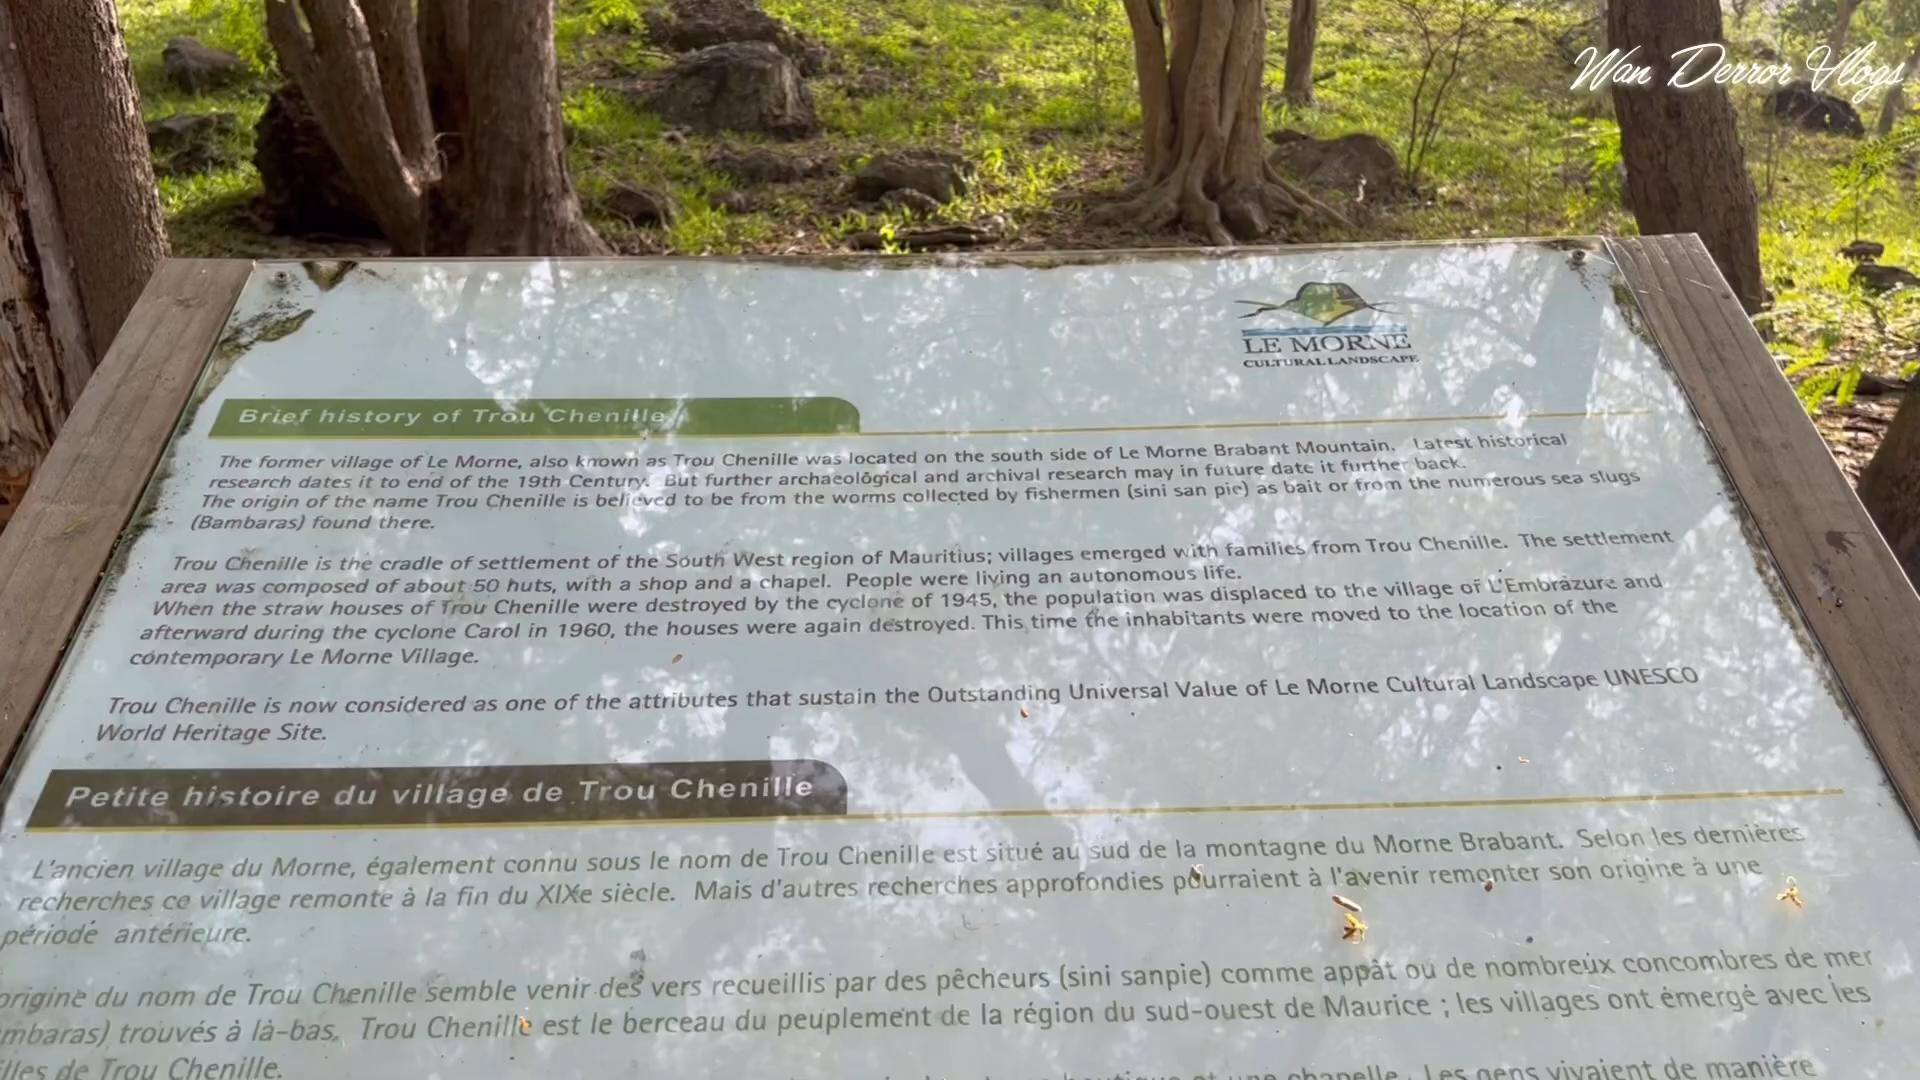 Wan Derror Vlogs
LE MORNE
CULTURAL LANDSCAPE
Brief history of Trou Chenille
The former village of Le Morne, also known as Trou Chenille was located on the south side of Le Morne Brabant Mountain. Latest historical
research dates it to end of the 19th Century. But further archaeological and archival research may in future date it further back.
The origin of the name Trou Chenille is believed to be from the worms collected by fishermen (sini san pie) as bait or from the numerous sea slugs
(Bambaras) found there.
Trou Chenille is the cradle of settlement of the South West region of Mauritius; villages emerged with families from Trou Chenille. The settlement
area was composed of about 50 huts, with a shop and a chapel. People were living an autonomous life.
When the straw houses of Trou Chenille were destroyed by the cyclone of 1945, the population was displaced to the village of L'Embrazure and
afterward during the cyclone Carol in 1960, the houses were again destroyed. This time the inhabitants were moved to the location of the
contemporary Le Morne Village.
Trou Chenille is now considered as one of the attributes that sustain the Outstanding Universal Value of Le Morne Cultural Landscape UNESCO
World Heritage Site.
Petite histoire du village de Trou Chenille
L'ancien village du Morne, également connu sous le nom de Trou Chenille est situé au sud de la montagne du Morne Brabant. Selon les dernières
recherches ce village remonte à la fin du XIXe siècle. Mais d'autres recherches approfondies pourraient à l'avenir remonter son origine à une
période antérieure.
origine du nom de Trou Chenille semble venir des vers recueillis par des pêcheurs (sini sanpie) comme appât ou de nombreux concombres de mer
mbaras) trouvés à là-bas. Trou Chenille est le berceau du peuplement de la région du sud-ouest de Maurice ; les villages ont émergé avec les
illes de Trou Chenille.
une chapelle. Les gens vivaient de manière